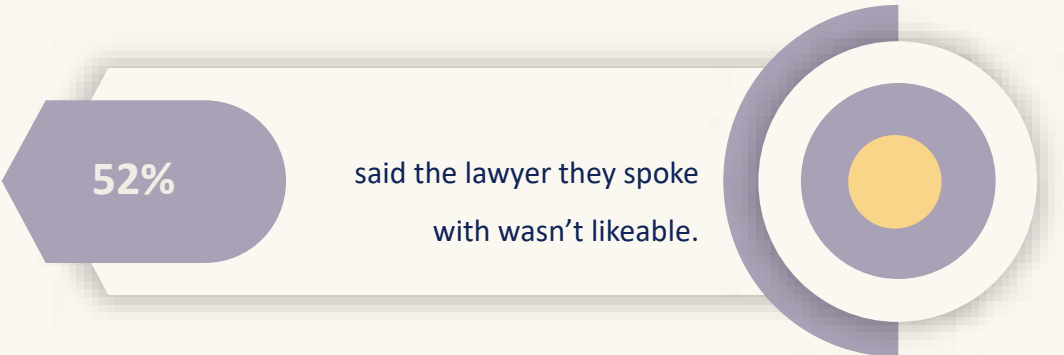 52%
said the lawyer they spoke
with wasn’t likeable.